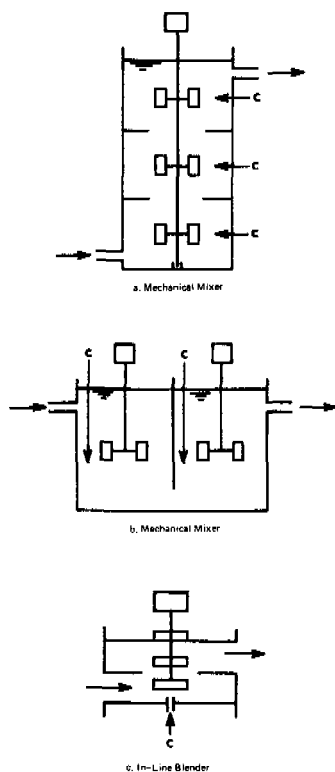 C
C
C
a. Mechanical Mixer
C
C
b. Mechanical Mixer
C
c. In-Line Blender